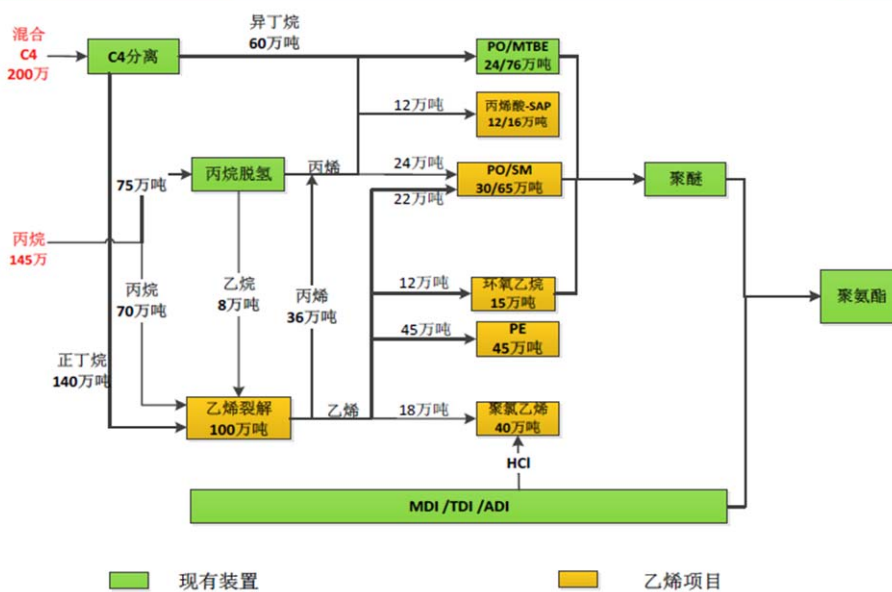 混合
C4
200万
C4分离
异丁烷
60万吨
PO/MTBE
24/76万吨
12万吨
丙烯酸-SAP
12/16万吨
75万吨
丙烷脱氢
丙烯
24万吨
22万吨
PO/SM
30/65万吨
聚醚
丙烷
145万
丙烷
70万吨
乙烷
8万吨
丙烯
36万吨
12万吨
环氧乙烷
15万吨
聚氨酯
45万吨
PE
45万吨
正丁烷
140万吨
乙烯裂解
100万吨
乙烯
18万吨
聚氯乙烯
40万吨
HCl
MDI /TDI /ADI
现有装置
乙烯项目